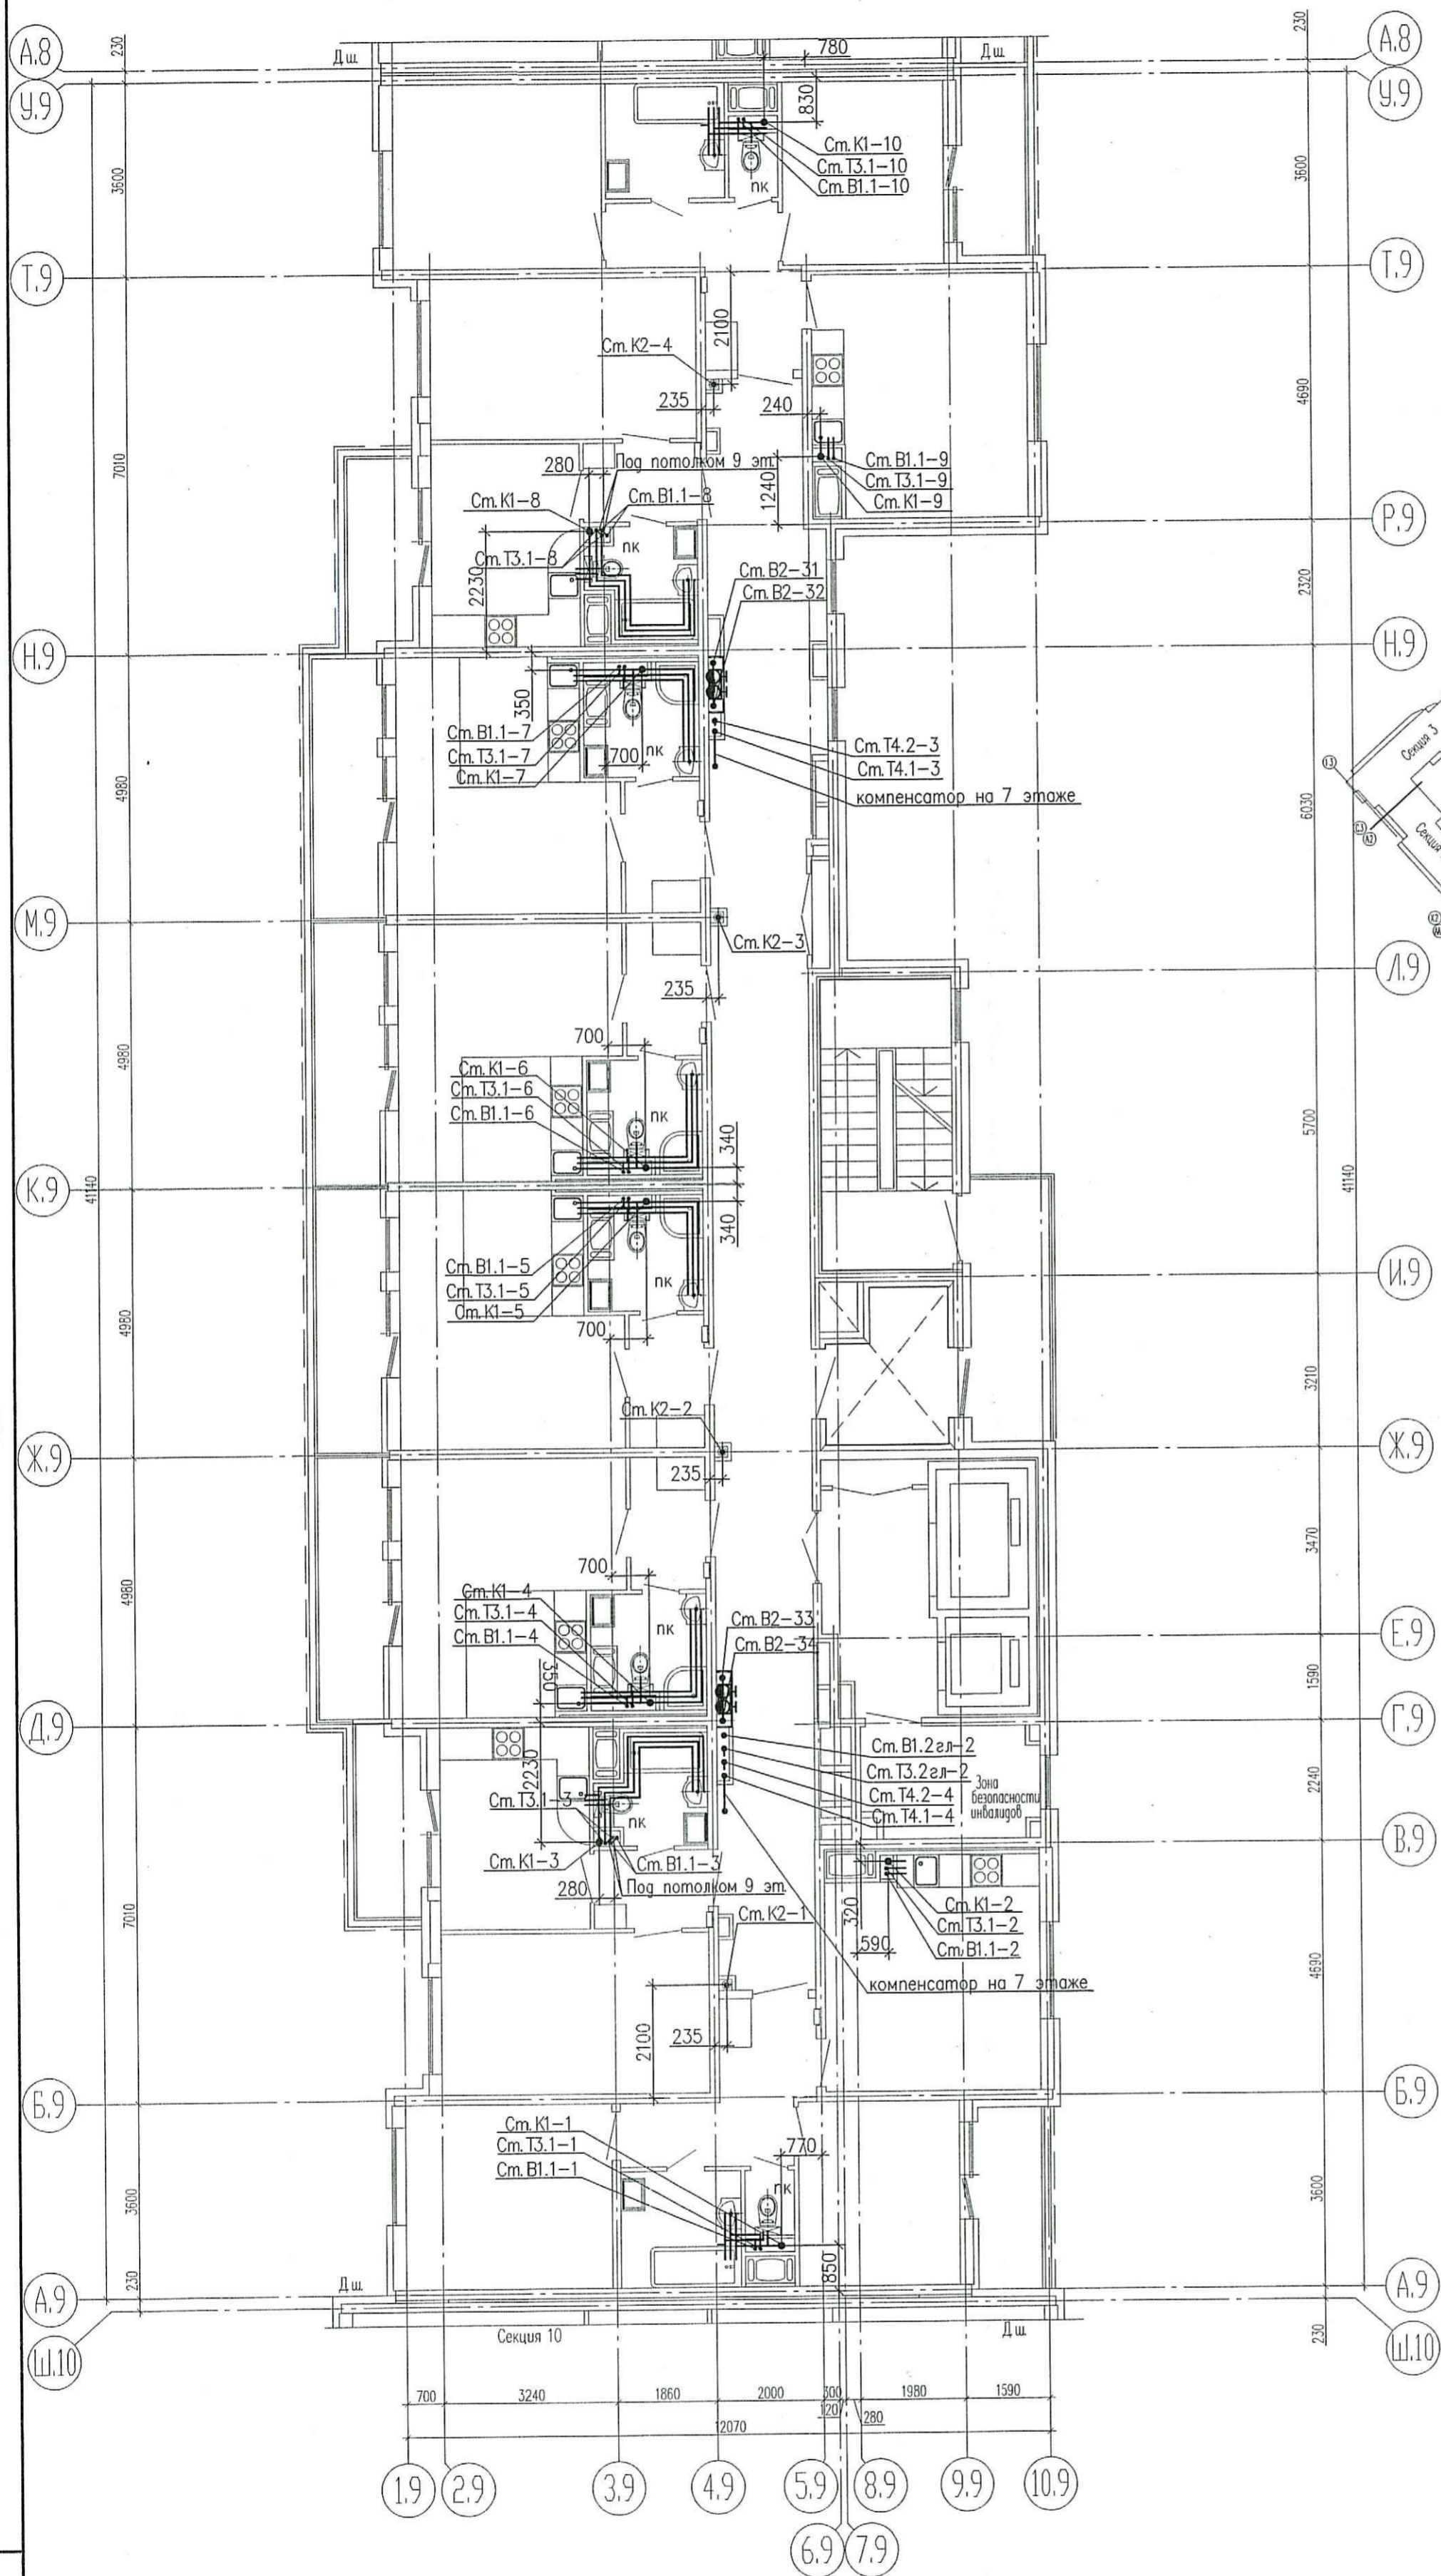 А.8
230
Д.ш.
780
Д.ш.
230
А.8
У.9
830
У.9
3600
Ст. К1-10
Ст. Т3.1-10
Ст. В1.1-10
пк
3600
Т.9
Т.9
2100
Ст. К2-4
235
240
4690
7010
280
Под потолком 9 эт.
1240
Ст. В1.1-9
Ст. Т3.1-9
Ст. К1-9
Ст. К1-8
Ст. В1.1-8
Р.9
пк
Ст. Т3.1-8
2230
Ст. В2-31
Ст. В2-32
2320
Н.9
Н.9
350
Ст. В1.1-7
Ст. Т3.1-7
Ст. К1-7
700
пк
Ст. Т4.2-3
Ст. Т4.1-3
компенсатор на 7 этаже
4980
6030
Секция 3
М.9
Ст. К2-3
Л.9
235
700
4980
Ст. К1-6
Ст. Т3.1-6
Ст. В1.1-6
пк
340
5700
К.9
41140
41140
340
Ст. В1.1-5
Ст. Т3.1-5
Ст. К1-5
пк
И.9
700
4980
3210
Ст. К2-2
Ж.9
Ж.9
235
3470
700
4980
Ст. К1-4
Ст. Т3.1-4
Ст. В1.1-4
пк
Ст. В2-33
Ст. В2-34
Е.9
350
1590
Д.9
Г.9
2230
Ст. В1.2гл-2
Ст. Т3.2гл-2
Ст. Т4.2-4
Ст. Т4.1-4
Зона
безопасности
инвалидов
2240
Ст. Т3.1-3
пк
В.9
Ст. К1-3
Ст. В1.1-3
280
Под потолком 9 эт.
Ст. К2-1
320
590
Ст. К1-2
Ст. Т3.1-2
Ст. В1.1-2
7010
4690
компенсатор на 7 этаже
2100
235
Б.9
Б.9
Ст. К1-1
Ст. Т3.1-1
Ст. В1.1-1
770
пк
3600
3600
850
230
Д.ш.
А.9
А.9
Секция 10
Д.ш.
230
Ш.10
Ш.10
700
3240
1860
2000
300
1980
1590
120
280
12070
1.9
2.9
3.9
4.9
5.9
8.9
9.9
10.9
6.9
7.9